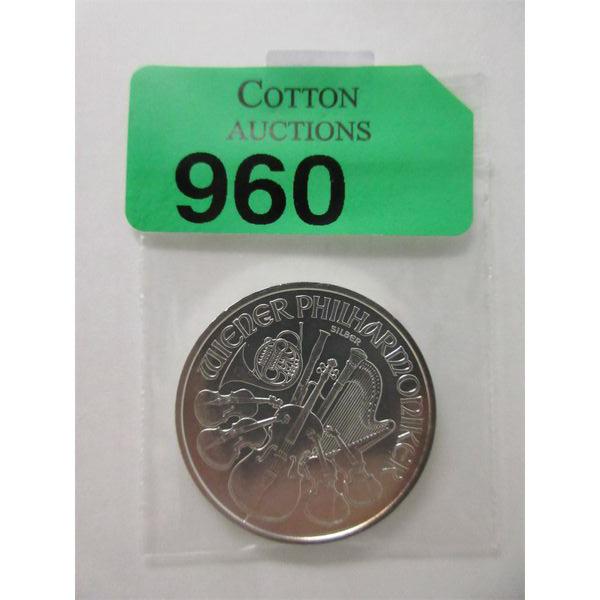 COTTON
AUCTIONS
960
WIENER PHILHARMONIKER
SILBER